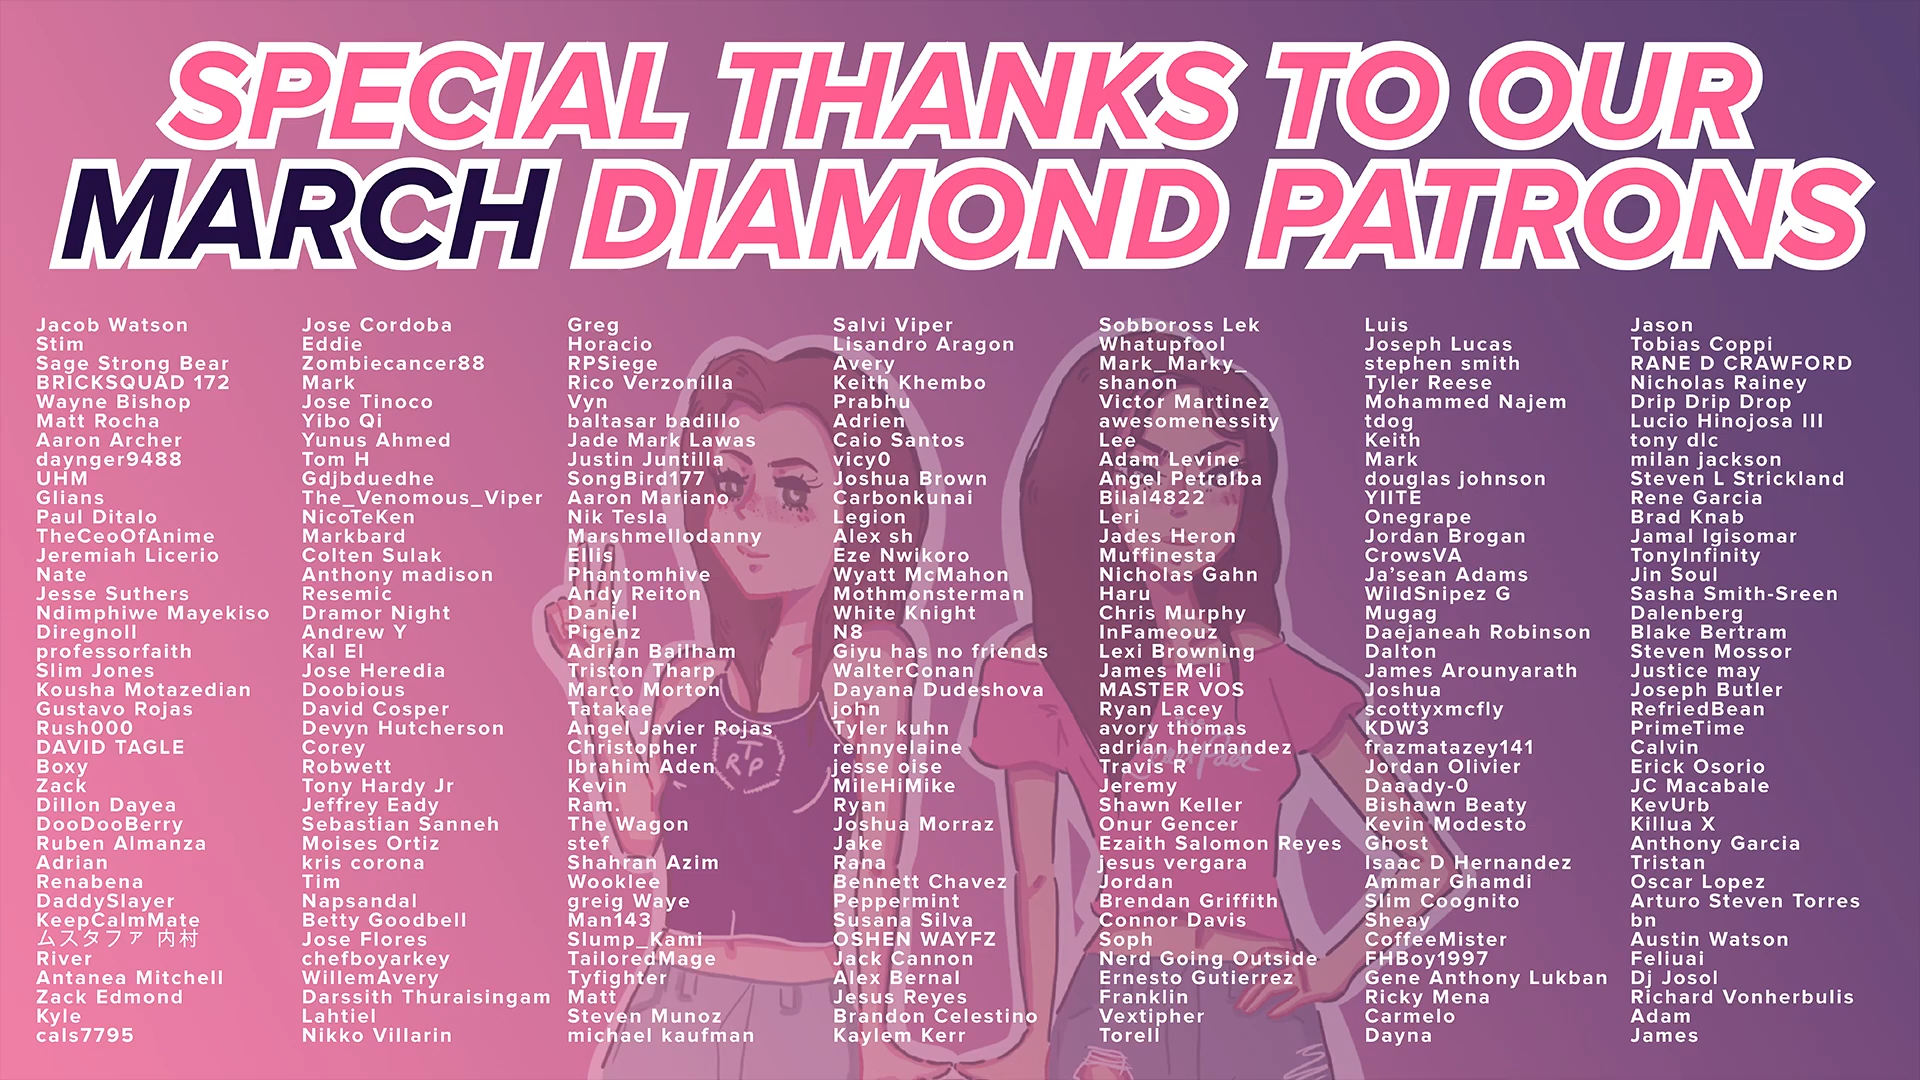 SPECIAL THANKS TO OUR
MARCH DIAMOND PATRONS
Jacob Watson
Stim
Sage Strong Bear
BRICKSQUAD 172
Wayne Bishop
Matt Rocha
Aaron Archer
daynger9488
UHM
Glians
Paul Ditalo
TheCeoOfAnime
Jeremiah Licerio
Nate
Jesse Suthers
Ndimphiwe Mayekiso
Diregnoll
professorfaith
Slim Jones
Kousha Motazedian
Gustavo Rojas
Rush000
DAVID TAGLE
Boxy
Zack
Dillon Dayea
DooDooBerry
Ruben Almanza
Adrian
Renabena
DaddySlayer
KeepCalmMate
ムスタファ 内村
River
Antanea Mitchell
Zack Edmond
Kyle
cals7795
Jose Cordoba
Eddie
Zombiecancer88
Mark
Jose Tinoco
Yibo Qi
Yunus Ahmed
Tom H
Gdjbduedhe
The_Venomous_Viper
NicoTeKen
Markbard
Colten Sulak
Anthony madison
Resemic
Dramor Night
Andrew Y
Kal El
Jose Heredia
Doobious
David Cosper
Devyn Hutcherson
Corey
Robwett
Tony Hardy Jr
Jeffrey Eady
Sebastian Sanneh
Moises Ortiz
kris corona
Tim
Napsandal
Betty Goodbell
Jose Flores
chefboyarkey
WillemAvery
Darssith Thuraisingam
Lahtiel
Nikko VIllarin
Greg
Horacio
RPSiege
Rico Verzonilla
Vyn
baltasar badillo
Jade Mark Lawas
Justin Juntilla
SongBird177
Aaron Mariano
Nik Tesla
Marshmellodanny
Ellis
Phantomhive
Andy Reiton
Daniel
Pigenz
Adrian Bailham
Triston Tharp
Marco Morton
Tatakae
Angel Javier Rojas
Christopher
Ibrahim Aden
Kevin
Ram.
The Wagon
stef
Shahran Azim
Wooklee
greig Waye
Man143
Slump_Kami
TailoredMage
Tyfighter
Matt
Steven Munoz
michael kaufman
Salvi Viper
Lisandro Aragon
Avery
Keith Khembo
Prabhu
Adrien
Caio Santos
vicy0
Joshua Brown
Carbonkunai
Legion
Alex sh
Eze Nwikoro
Wyatt McMahon
Mothmonsterman
White Knight
N8
Giyu has no friends
WalterConan
Dayana Dudeshova
john
Tyler kuhn
rennyelaine
jesse oise
MileHiMike
Ryan
Joshua Morraz
Jake
Rana
Bennett Chavez
Peppermint
Susana Silva
OSHEN WAYFZ
Jack Cannon
Alex Bernal
Jesus Reyes
Brandon Celestino
Kaylem Kerr
Sobboross Lek
Whatupfool
Mark_Marky_
shanon
Victor Martinez
awesomenessity
Lee
Adam Levine
Angel Petralba
Bilal4822
Leri
Jades Heron
Muffinesta
Nicholas Gahn
Haru
Chris Murphy
InFameouz
Lexi Browning
James Meli
MASTER VOS
Ryan Lacey
avory thomas
adrian hernandez
Travis R
Jeremy
Shawn Keller
Onur Gencer
Ezaith Salomon Reyes
jesus vergara
Jordan
Brendan Griffith
Connor Davis
Soph
Nerd Going Outside
Ernesto Gutierrez
Franklin
Vextipher
Torell
Luis
Joseph Lucas
stephen smith
Tyler Reese
Mohammed Najem
tdog
Keith
Mark
douglas johnson
YIITE
Onegrape
Jordan Brogan
CrowsVA
Ja’sean Adams
WildSnipez G
Mugag
Daejaneah Robinson
Dalton
James Arounyarath
Joshua
scottyxmcfly
KDW3
frazmatazey141
Jordan Olivier
Daaady-0
Bishawn Beaty
Kevin Modesto
Ghost
Isaac D Hernandez
Ammar Ghamdi
Slim Coognito
Sheay
CoffeeMister
FHBoy1997
Gene Anthony Lukban
Ricky Mena
Carmelo
Dayna
Jason
Tobias Coppi
RANE D CRAWFORD
Nicholas Rainey
Drip Drip Drop
Lucio Hinojosa III
tony dlc
milan jackson
Steven L Strickland
Rene Garcia
Brad Knab
Jamal Igisomar
TonyInfinity
Jin Soul
Sasha Smith-Sreen
Dalenberg
Blake Bertram
Steven Mossor
Justice may
Joseph Butler
RefriedBean
PrimeTime
Calvin
Erick Osorio
JC Macabale
KevUrb
Killua X
Anthony Garcia
Tristan
Oscar Lopez
Arturo Steven Torres
bn
Austin Watson
Feliuai
Dj Josol
Richard Vonherbulis
Adam
James
RTP